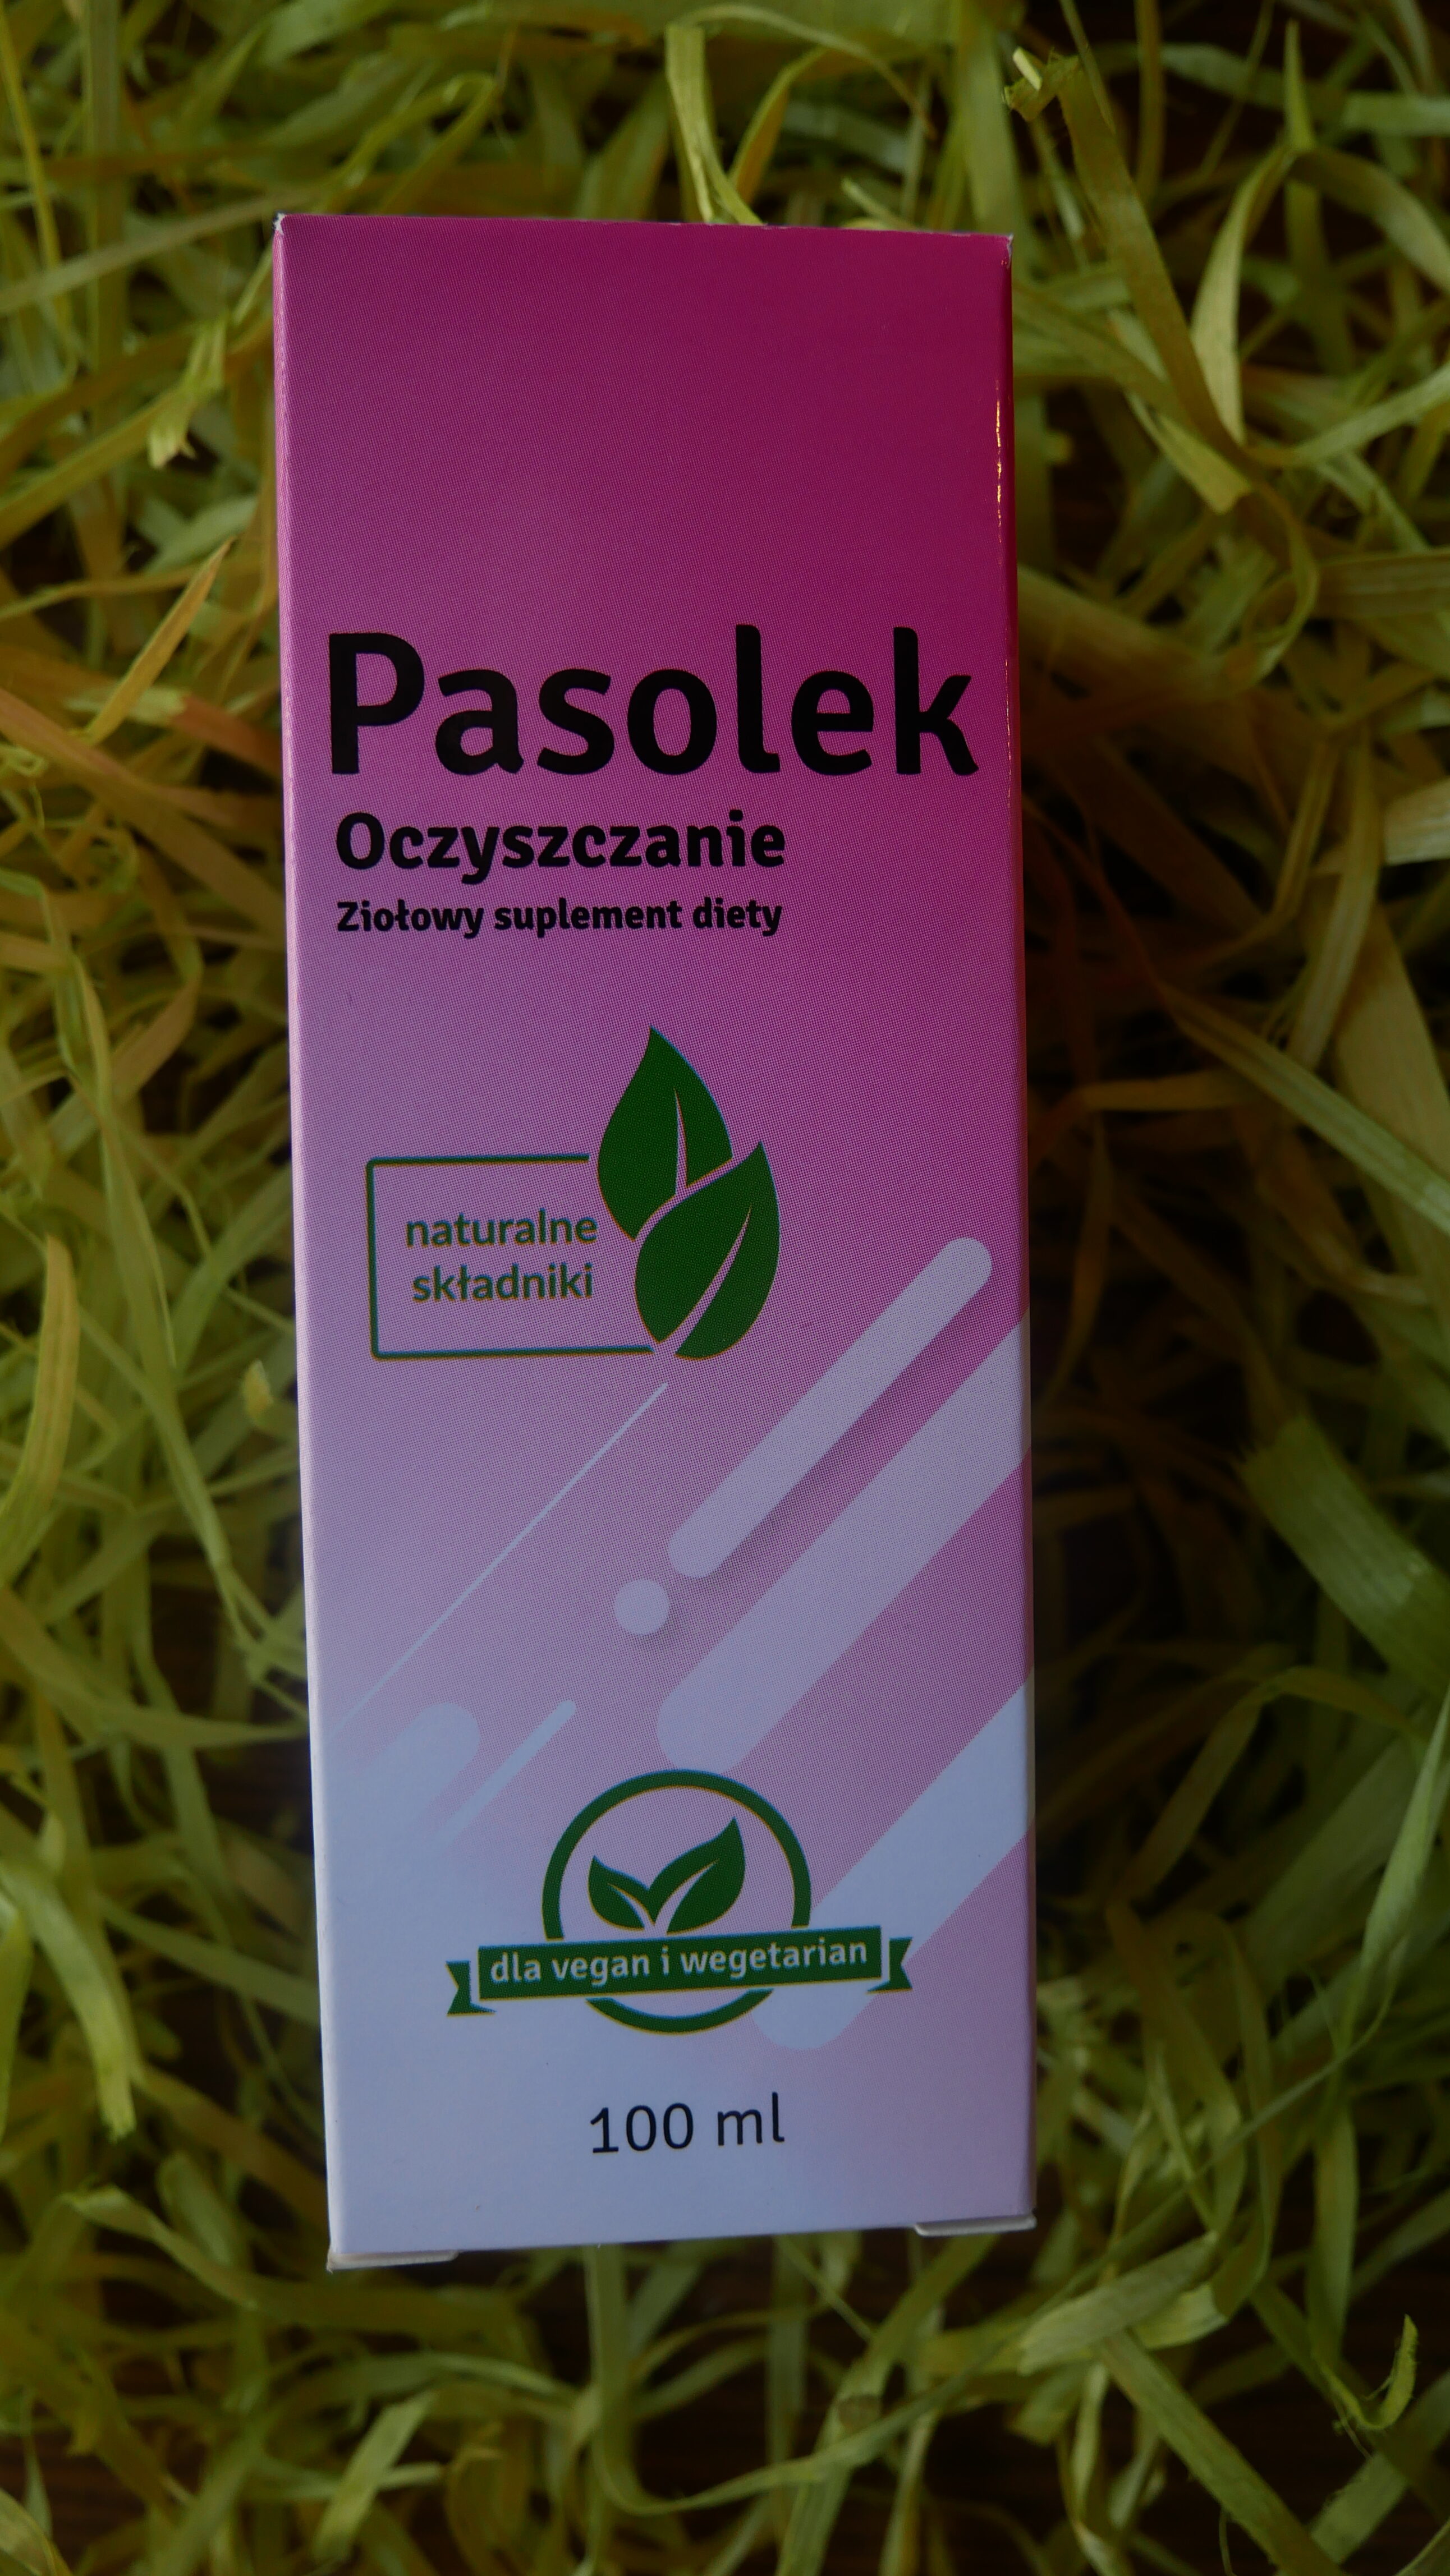 Pasolek
Oczyszczanie
Ziołowy suplement diety
naturalne
składniki
dla vegan i wegetarian
100 ml